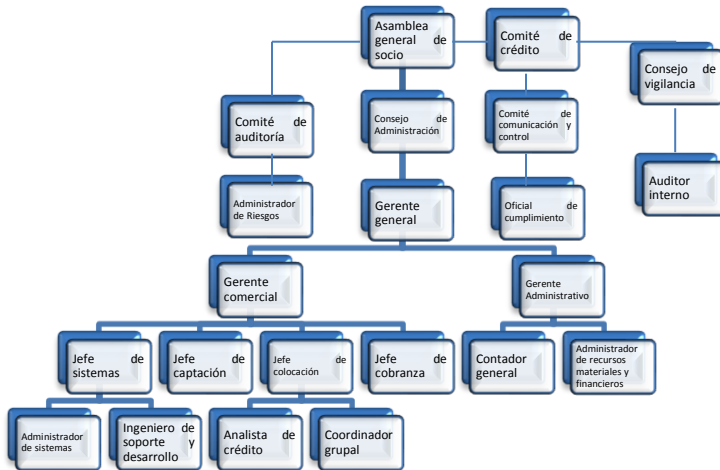 Asamblea
general de
socio
Comité de
crédito
Consejo de
vigilancia
Comité de
auditoría
Consejo de
Administración
Comité de
comunicación y
control
Auditor
interno
Administrador
de Riesgos
Gerente
general
Oficial de
cumplimiento
Gerente
comercial
Gerente
Administrativo
Jefe de
sistemas
Jefe de
captación
Jefe de
colocación
Jefe de
cobranza
Contador
general
Administrador
de recursos
materiales y
financieros
Administrador
de sistemas
Ingeniero de
soporte y
desarrollo
Analista de
crédito
Coordinador
grupal